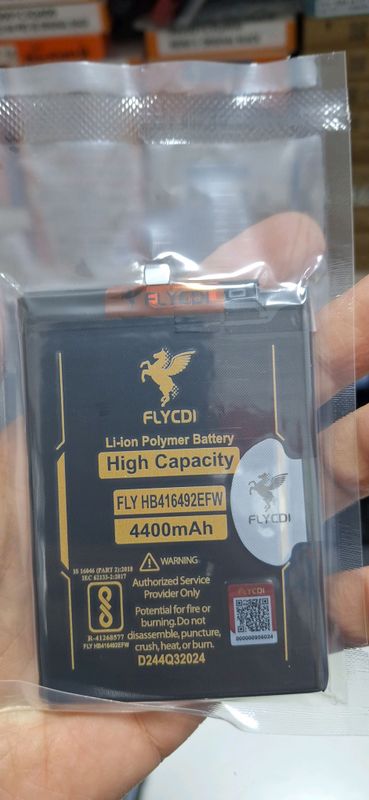 FLYCDI
FLYCDI
Li-ion Polymer Battery
High Capacity
FLY HB416492EFW
4400mAh
FLYCDI
WARNING
IS 16046 (PART 2):2018
IEC 62133-2:2017
Authorized Service
Provider Only
Potential for fire or
burning.Do not
disassemble, puncture,
crush, heat, or burn.
D244Q32024
R-41268577
FLY HB416492EFW
FLYCDI